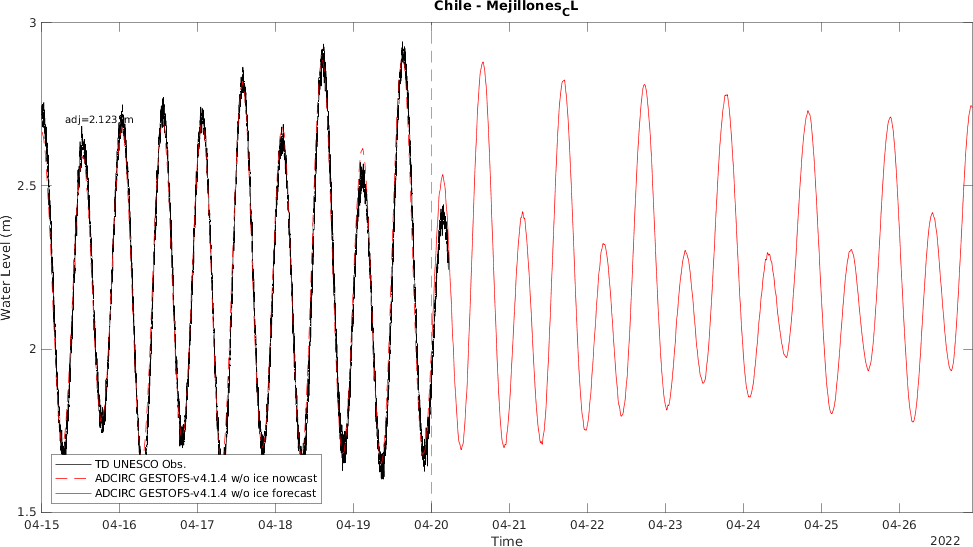 Chile - Mejillones_CL
3
adj=2.1231m
2.5
Water Level (m)
2
TD UNESCO Obs.
ADCIRC GESTOFS-v4.1.4 w/o ice nowcast
ADCIRC GESTOFS-v4.1.4 w/o ice forecast
1.5
04-15 04-16 04-17 04-18 04-19 04-20 04-21 04-22 04-23 04-24 04-25 04-26
Time
2022